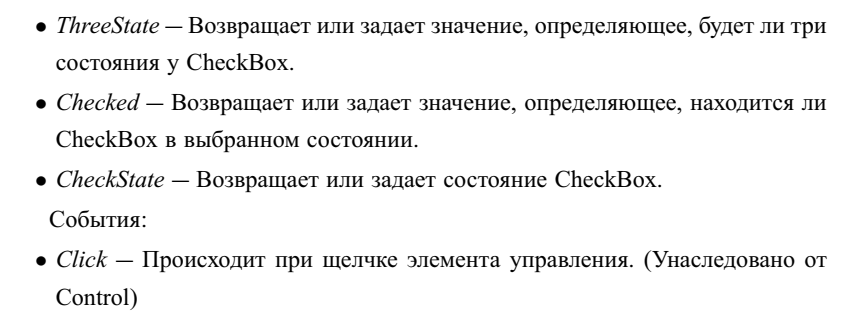 • ThreeState — Возвращает или задает значение, определяющее, будет ли три
состояния у CheckBox.
• Checked — Возвращает или задает значение, определяющее, находится ли
CheckBox в выбранном состоянии.
• CheckState — Возвращает или задает состояние CheckBox.
События:
• Click — Происходит при щелчке элемента управления. (Унаследовано от
Control)